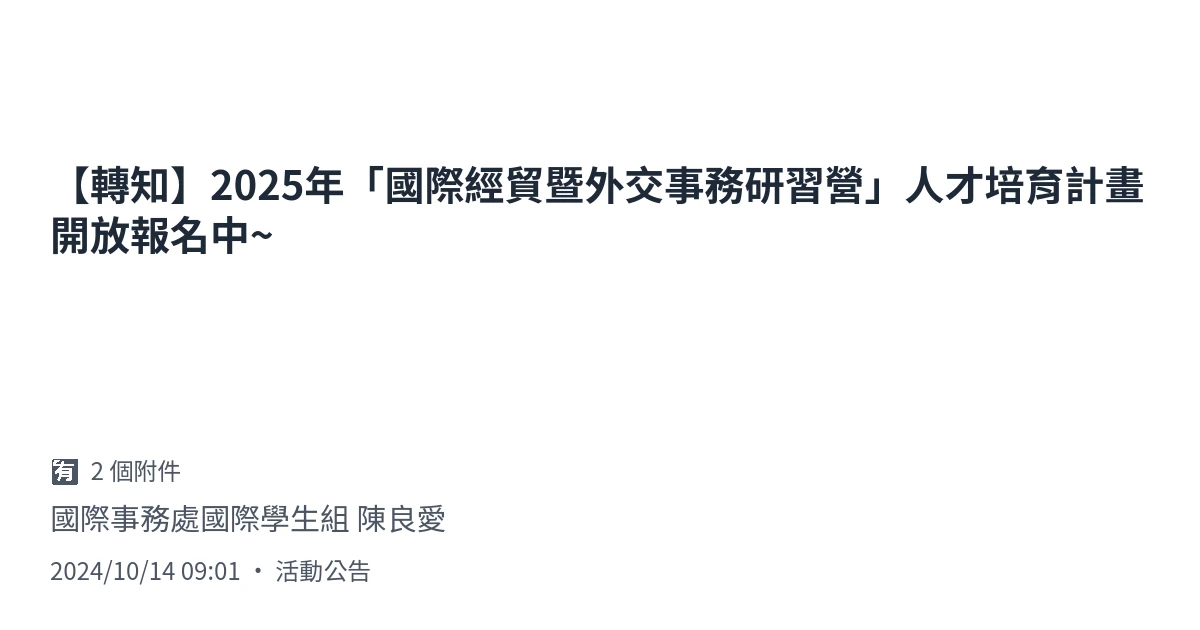 【轉知】2025年「國際經貿暨外交事務研習營」人才培育計畫
開放報名中~
🈶 2 個附件
國際事務處國際學生組 陳良愛
2024/10/14 09:01 • 活動公告